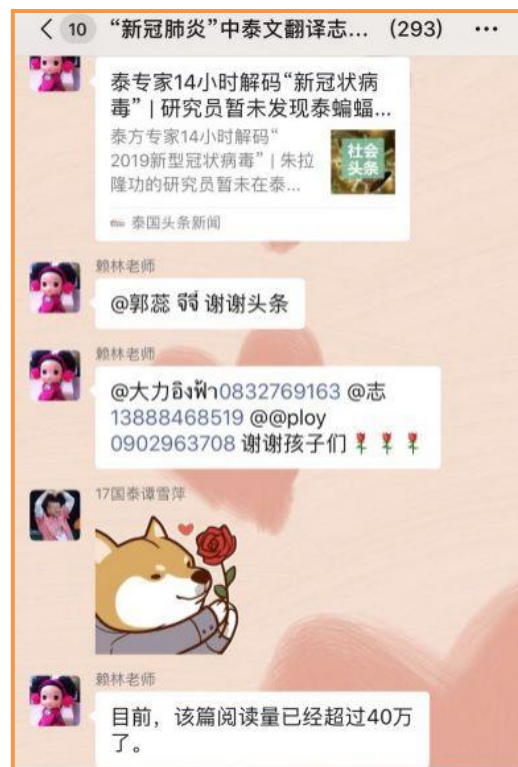 10 “新冠肺炎”中泰文翻译志... (293)
泰专家14小时解码“新冠状病
毒” | 研究员暂未发现泰蝙蝠...
泰方专家14小时解码“
2019新型冠状病毒” | 朱拉
隆功的研究员暂未在泰...
社会
头条
泰国头条新闻
赖林老师
@郭蕊 จีจี้ 谢谢头条
赖林老师
@大力อิงฟ้า0832769163 @志
13888468519 @@ploy
0902963708 谢谢孩子们🌹🌹🌹
17国泰谭雪萍
赖林老师
目前，该篇阅读量已经超过40万
了。